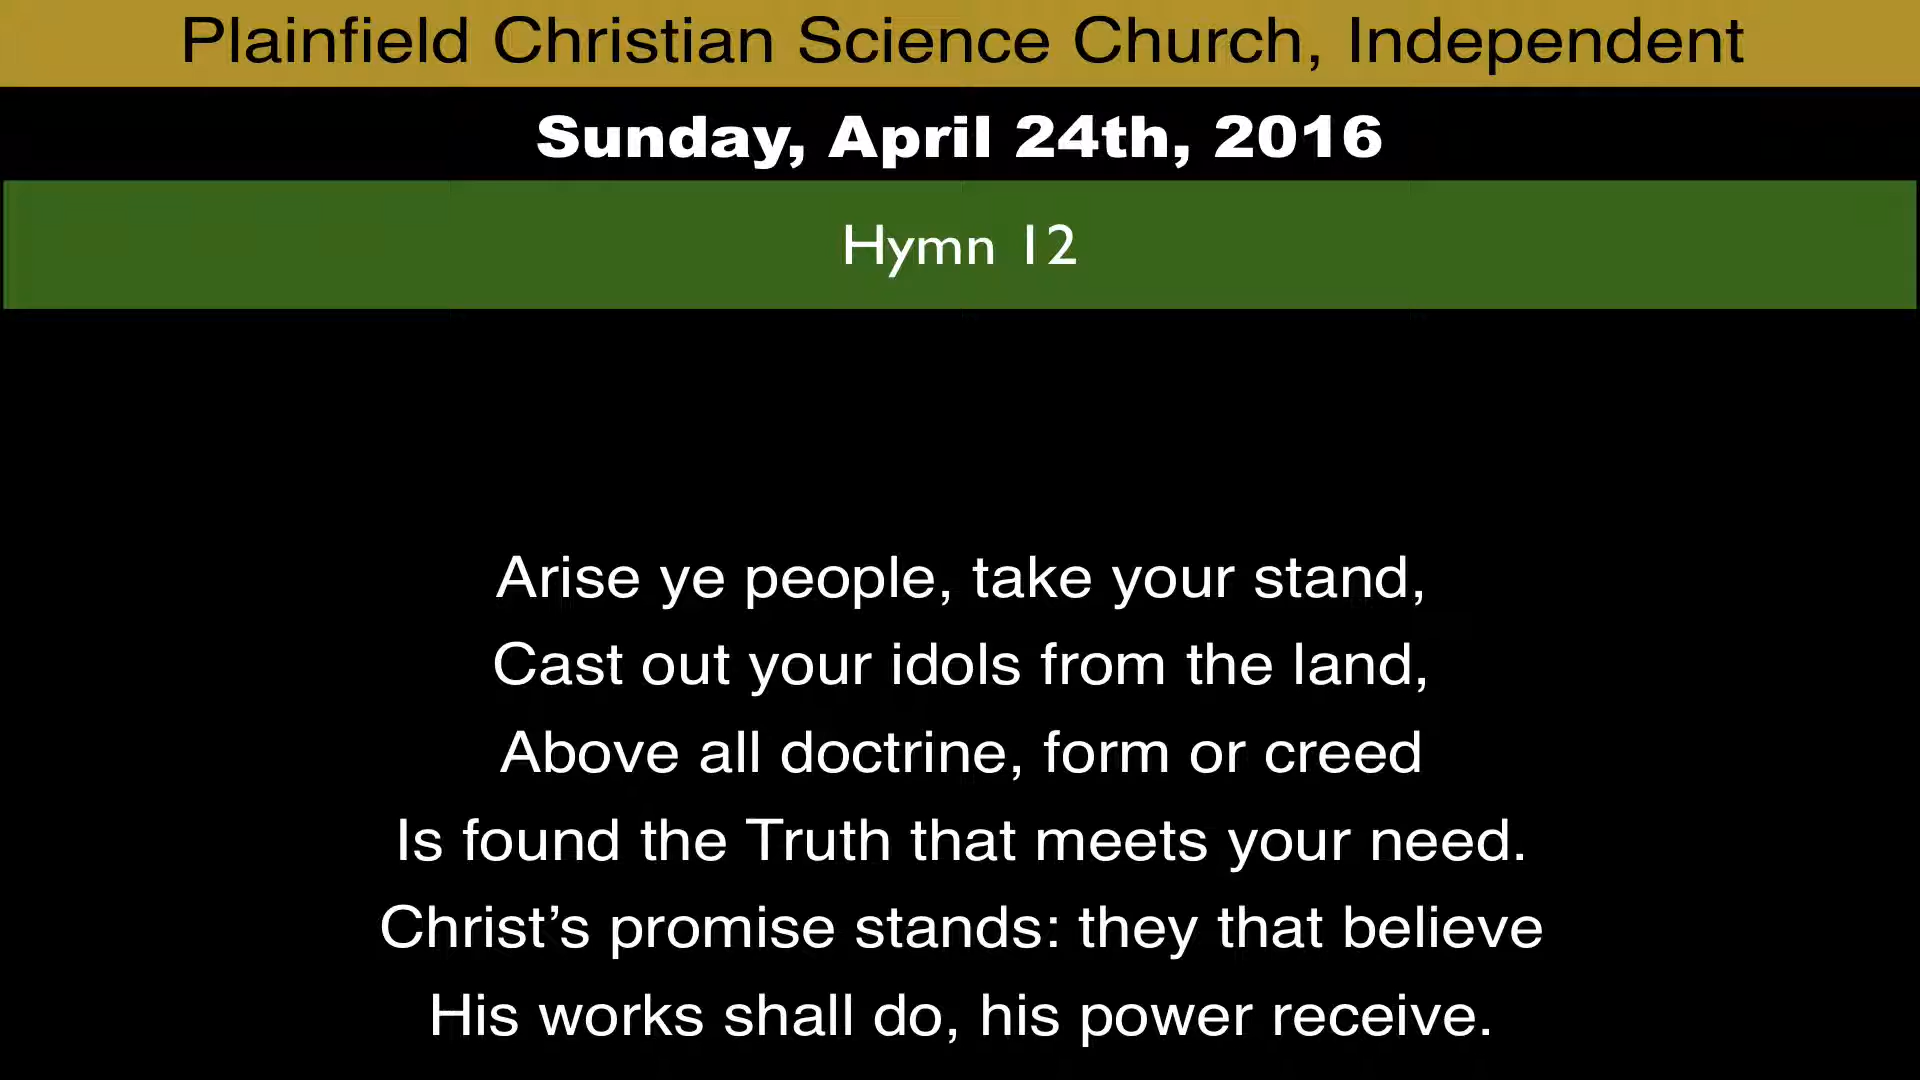 Plainfield Christian Science Church, Independent
Sunday, April 24th, 2016
Hymn 12
Arise ye people, take your stand,
Cast out your idols from the land,
Above all doctrine, form or creed
Is found the Truth that meets your need.
Christ’s promise stands: they that believe
His works shall do, his power receive.